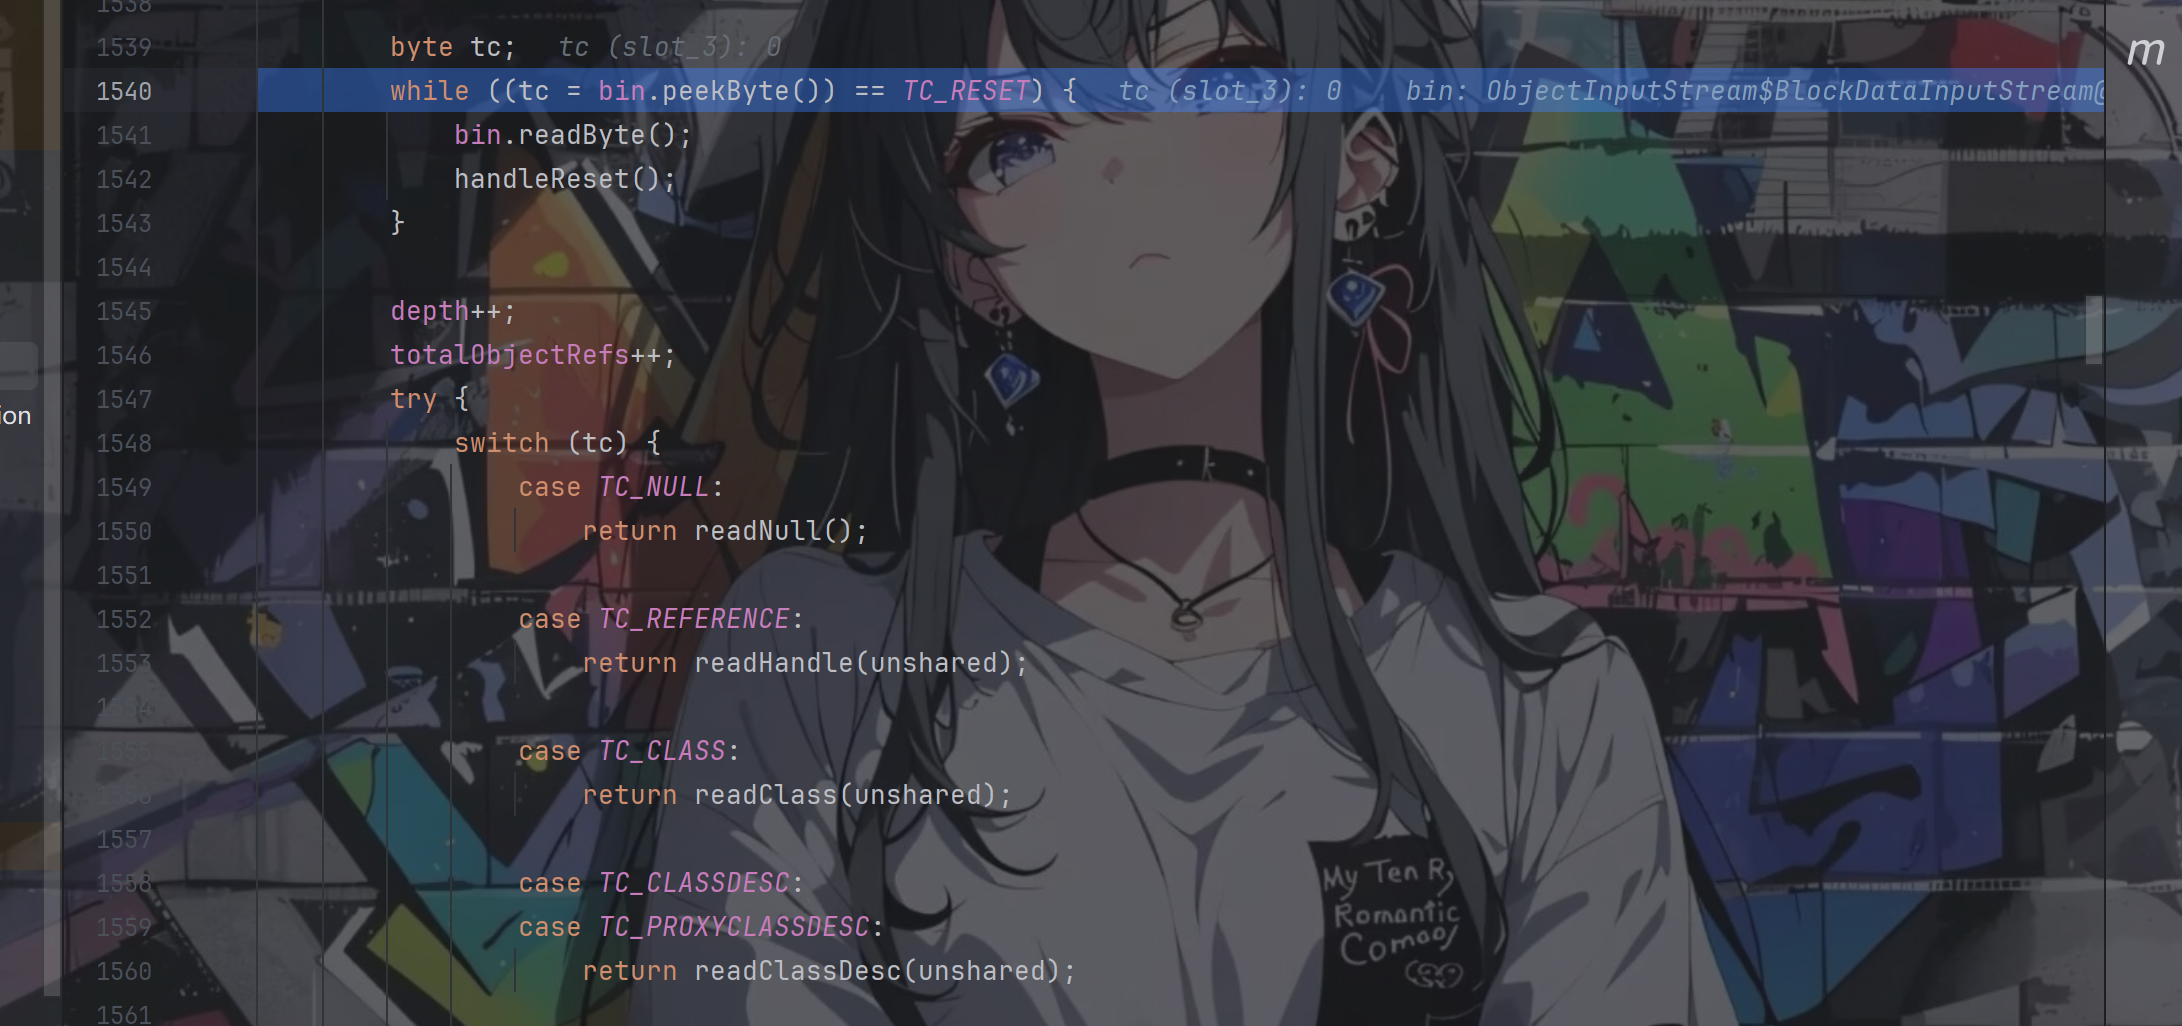 1538
1539 byte tc; tc (slot_3): 0
1540 while ((tc = bin.peekByte()) == TC_RESET) { tc (slot_3): 0 bin: ObjectInputStream$BlockDataInputStream@
1541 bin.readByte();
1542 handleReset();
1543 }
1544
1545 depth++;
1546 totalObjectRefs++;
1547 try {
1548 switch (tc) {
1549 case TC_NULL:
1550 return readNull();
1551
1552 case TC_REFERENCE:
1553 return readHandle(unshared);
1554
1555 case TC_CLASS:
1556 return readClass(unshared);
1557
1558 case TC_CLASSDESC:
1559 case TC_PROXYCLASSDESC:
1560 return readClassDesc(unshared);
1561
ion
m
My Ten R,
Romantic